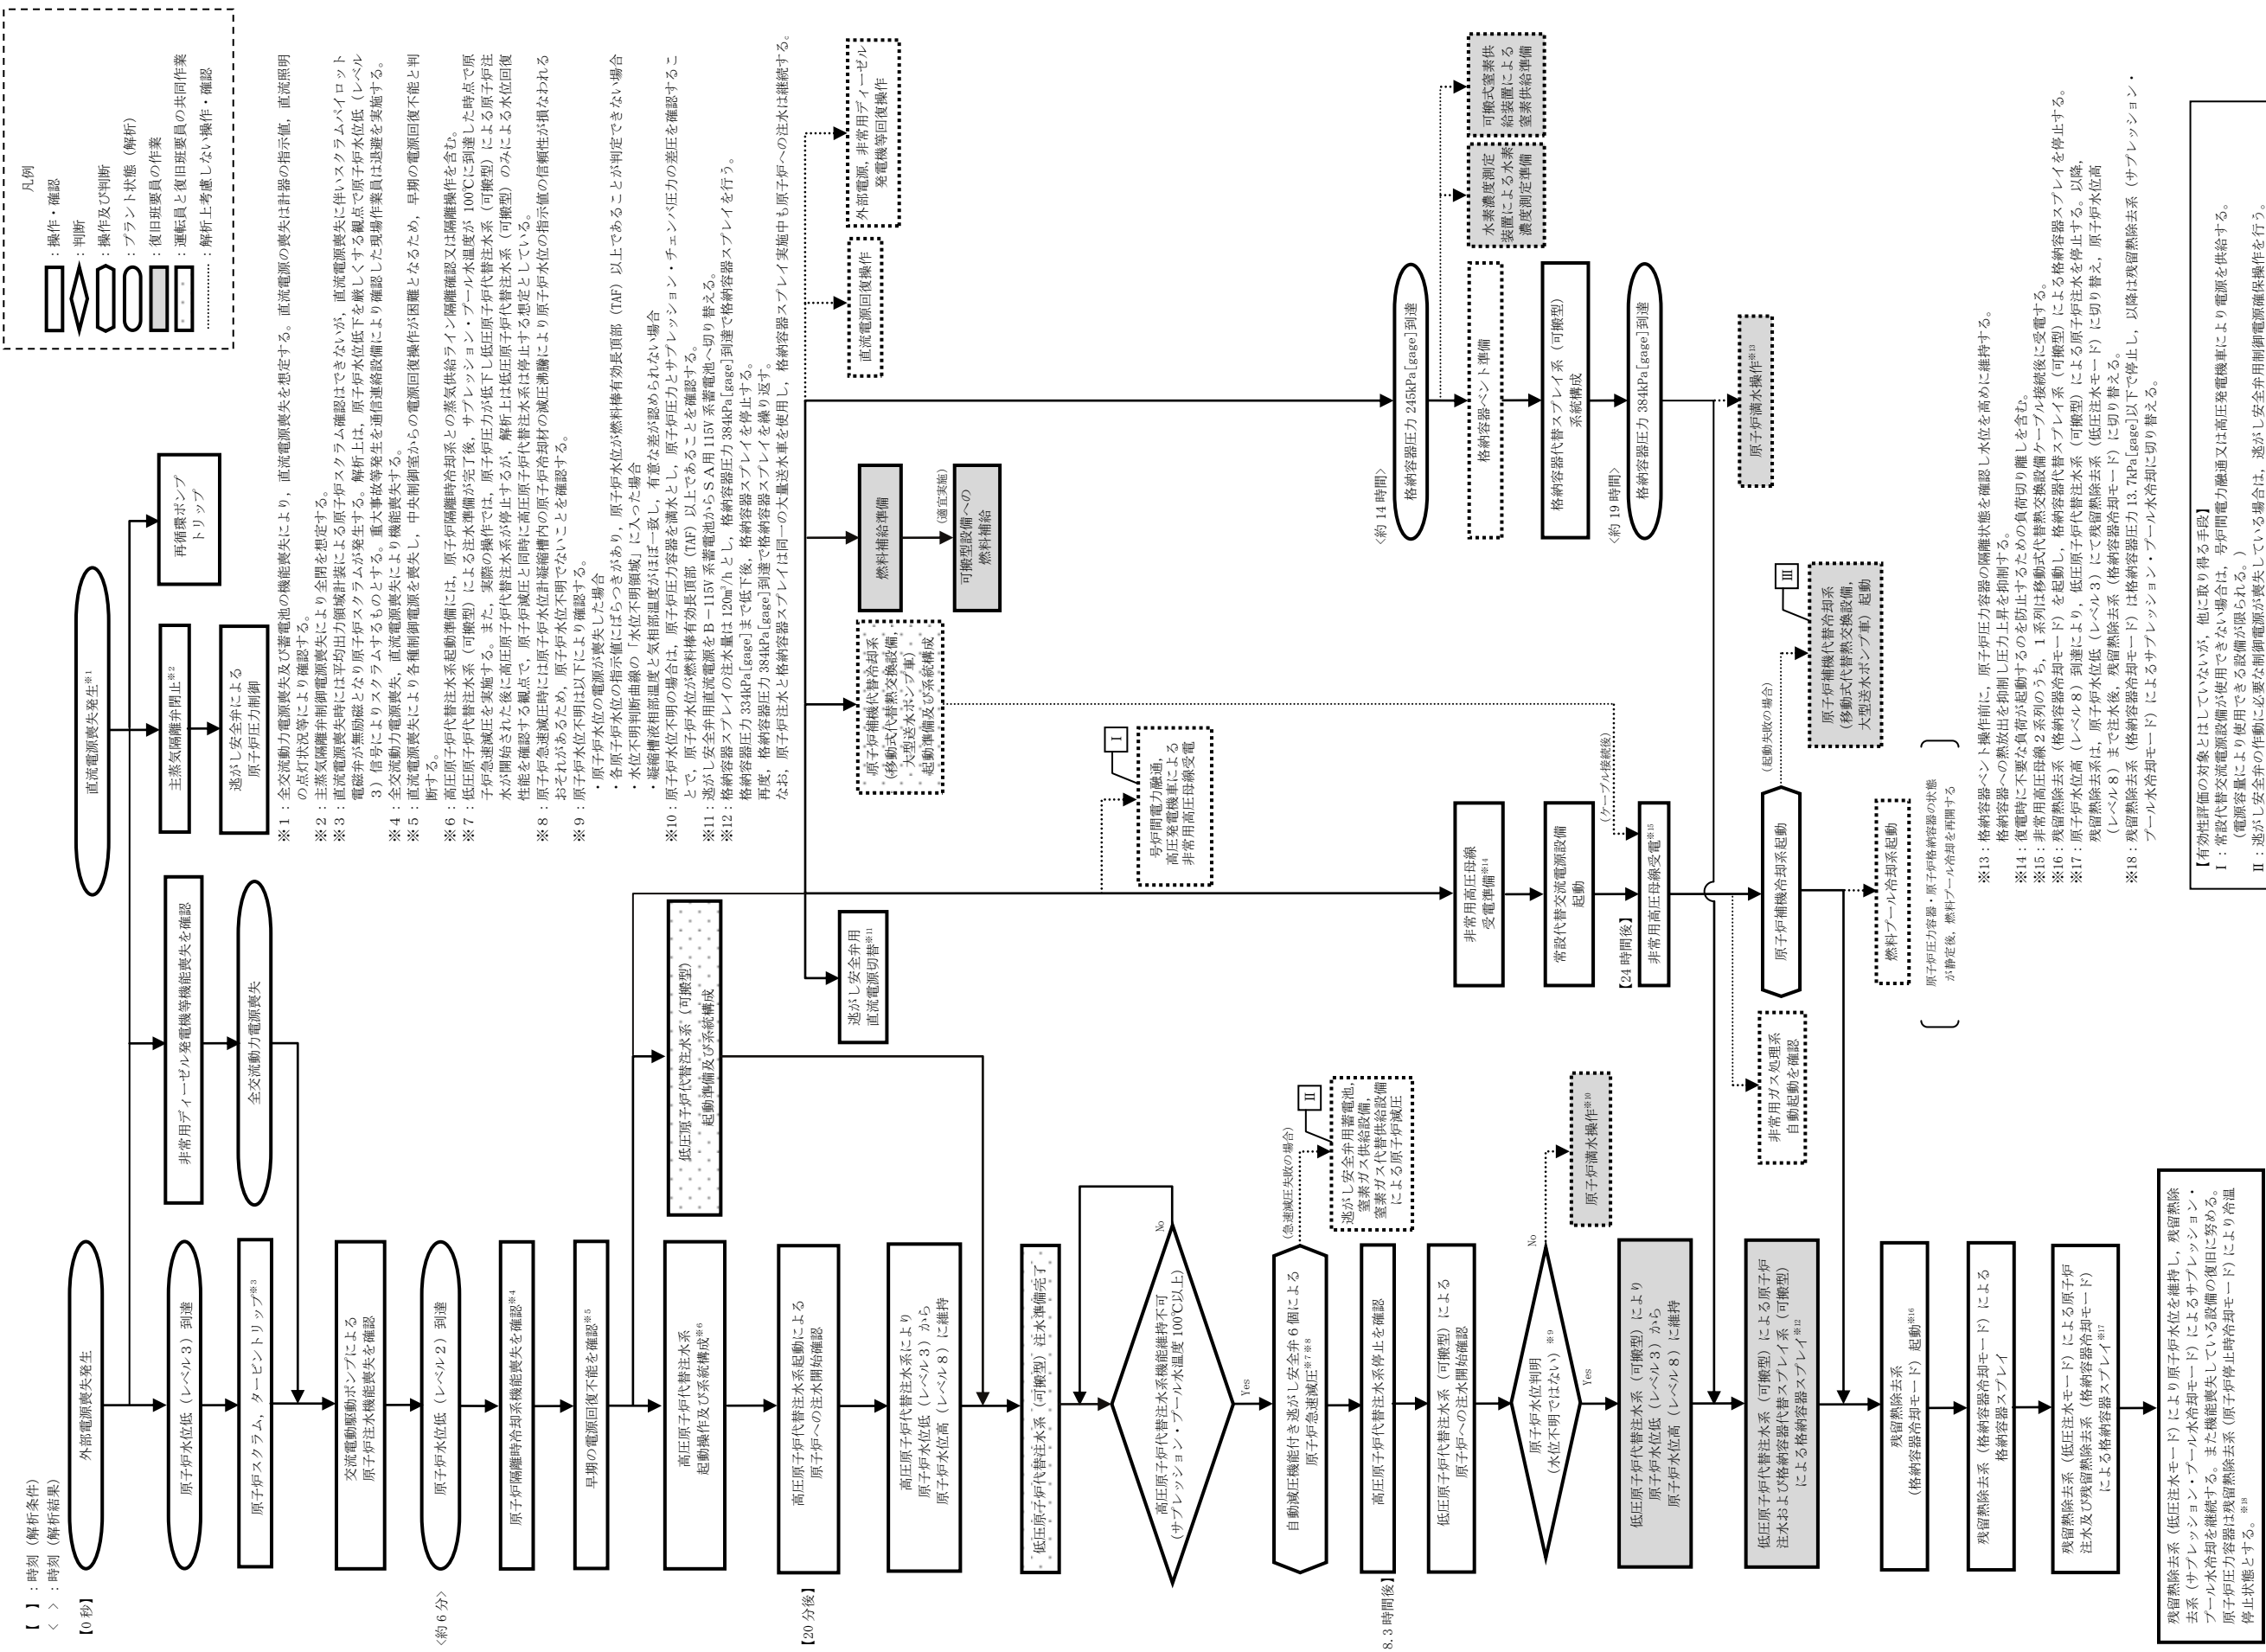 【 】:時刻(解析条件)
< >:時刻(解析結果)
凡例
:操作・確認
:判断
:操作及び判断
:プラント状態(解析)
:復旧班要員の作業
:運転員と復旧班要員の共同作業
:解析上考慮しない操作・確認
【0秒】
外部電源喪失発生
直流電源喪失発生※1
原子炉水位低(レベル3)到達
非常用ディーゼル発電機等機能喪失を確認
主蒸気隔離弁閉止※2
再循環ポンプ
トリップ
原子炉スクラム,タービントリップ※3
全交流動力電源喪失
逃がし安全弁による
原子炉圧力制御
交流電動駆動ポンプによる
原子炉注水機能喪失を確認
<約6分>
原子炉水位低(レベル2)到達
原子炉隔離時冷却系機能喪失を確認※4
早期の電源回復不能を確認※5
高圧原子炉代替注水系
起動操作及び系統構成※6
低圧原子炉代替注水系(可搬型)
起動準備及び系統構成
【20分後】
高圧原子炉代替注水系起動による
原子炉への注水開始確認
高圧原子炉代替注水系により
原子炉水位低(レベル3)から
原子炉水位高(レベル8)に維持
低圧原子炉代替注水系(可搬型)注水準備完了
高圧原子炉代替注水系機能維持不可
(サプレッション・プール水温度100℃以上)
No
Yes
自動減圧機能付き逃がし安全弁6個による
原子炉急速減圧※7※8
(急速減圧失敗の場合)
Ⅱ
逃がし安全弁用蓄電池,
窒素ガス供給設備,
窒素ガス代替供給設備
による原子炉減圧
8.3時間後】
高圧原子炉代替注水系停止を確認
低圧原子炉代替注水系(可搬型)による
原子炉への注水開始確認
原子炉水位判明
(水位不明ではない)※9
No
Yes
原子炉満水操作※10
低圧原子炉代替注水系(可搬型)により
原子炉水位低(レベル3)から
原子炉水位高(レベル8)に維持
低圧原子炉代替注水系(可搬型)による原子炉
注水および格納容器代替スプレイ系(可搬型)
による格納容器スプレイ※12
残留熱除去系
(格納容器冷却モード)起動※16
残留熱除去系(格納容器冷却モード)による
格納容器スプレイ
残留熱除去系(低圧注水モード)による原子炉
注水及び残留熱除去系(格納容器冷却モード)
による格納容器スプレイ※17
残留熱除去系(低圧注水モード)により原子炉水位を維持し,残留熱除
去系(サプレッション・プール水冷却モード)によるサプレッション・
プール水冷却を継続する。また機能喪失している設備の復旧に努める。
原子炉圧力容器は残留熱除去系(原子炉停止時冷却モード)により冷温
停止状態とする。※18
逃がし安全弁用
直流電源切替※11
Ⅰ
号炉間電力融通,
高圧発電機車による
非常用高圧母線受電
原子炉補機代替冷却系
(移動式代替熱交換設備,
大型送水ポンプ車)
起動準備及び系統構成
燃料補給準備
(適宜実施)
可搬型設備への
燃料補給
直流電源回復操作
外部電源,非常用ディーゼル
発電機等回復操作
非常用高圧母線
受電準備※14
常設代替交流電源設備
起動
【24時間後】
(ケーブル接続後)
非常用高圧母線受電※15
非常用ガス処理系
自動起動を確認
原子炉補機冷却系起動
(起動失敗の場合)
Ⅲ
原子炉補機代替冷却系
(移動式代替熱交換設備,
大型送水ポンプ車)起動
燃料プール冷却系起動
原子炉圧力容器・原子炉格納容器の状態
が静定後,燃料プール冷却を再開する
<約14時間>
格納容器圧力245kPa[gage]到達
格納容器ベント準備
水素濃度測定
装置による水素
濃度測定準備
可搬式窒素供
給装置による
窒素供給準備
格納容器代替スプレイ系(可搬型)
系統構成
<約19時間>
格納容器圧力384kPa[gage]到達
原子炉満水操作※13
※1:全交流動力電源喪失及び蓄電池の機能喪失により,直流電源喪失を想定する。直流電源の喪失は計器の指示値,直流照明
の点灯状況等により確認する。
※2:主蒸気隔離弁制御電源喪失により全閉を想定する。
※3:直流電源喪失時には平均出力領域計装による原子炉スクラム確認はできないが,直流電源喪失に伴いスクラムパイロット
電磁弁が無励磁となり原子炉スクラムが発生する。解析上は,原子炉水位低下を厳しくする観点で原子炉水位低(レベル
3)信号によりスクラムするものとする。重大事故等発生を通信連絡設備により確認した現場作業員は退避を実施する。
※4:全交流動力電源喪失,直流電源喪失により機能喪失する。
※5:直流電源喪失により各種制御電源を喪失し,中央制御室からの電源回復操作が困難となるため,早期の電源回復不能と判
断する。
※6:高圧原子炉代替注水系起動準備には,原子炉隔離時冷却系との蒸気供給ライン隔離確認又は隔離操作を含む。
※7:低圧原子炉代替注水系(可搬型)による注水準備が完了後,サプレッション・プール水温度が100℃に到達した時点で原
子炉急速減圧を実施する。また,実際の操作では,原子炉圧力が低下し低圧原子炉代替注水系(可搬型)による原子炉注
水が開始された後に高圧原子炉代替注水系が停止するが,解析上は低圧原子炉代替注水系(可搬型)のみによる水位回復
性能を確認する観点で,原子炉減圧と同時に高圧原子炉代替注水系は停止する想定としている。
※8:原子炉急速減圧時には原子炉水位計凝縮槽内の原子炉冷却材の減圧沸騰により原子炉水位の指示値の信頼性が損なわれる
おそれがあるため,原子炉水位不明でないことを確認する。
※9:原子炉水位不明は以下により確認する。
・原子炉水位の電源が喪失した場合
・各原子炉水位の指示値にばらつきがあり,原子炉水位が燃料棒有効長頂部(TAF)以上であることが判定できない場合
・水位不明判断曲線の「水位不明領域」に入った場合
・凝縮槽液相部温度と気相部温度がほぼ一致し,有意な差が認められない場合
※10:原子炉水位不明の場合は,原子炉圧力容器を満水とし,原子炉圧力とサプレッション・チェンバ圧力の差圧を確認するこ
とで,原子炉水位が燃料棒有効長頂部(TAF)以上であることを確認する。
※11:逃がし安全弁用直流電源をB-115V系蓄電池からSA用115V系蓄電池へ切り替える。
※12:格納容器スプレイの注水量は120m³/hとし,格納容器圧力384kPa[gage]到達で格納容器スプレイを行う。
格納容器圧力334kPa[gage]まで低下後,格納容器スプレイを停止する。
再度,格納容器圧力384kPa[gage]到達で格納容器スプレイを繰り返す。
なお,原子炉注水と格納容器スプレイは同一の大量送水車を使用し,格納容器スプレイ実施中も原子炉への注水は継続する。
※13:格納容器ベント操作前に,原子炉圧力容器の隔離状態を確認し水位を高めに維持する。
格納容器への熱放出を抑制し圧力上昇を抑制する。
※14:復電時に不要な負荷が起動するのを防止するための負荷切り離しを含む。
※15:非常用高圧母線2系列のうち,1系列は移動式代替熱交換設備ケーブル接続後に受電する。
※16:残留熱除去系(格納容器冷却モード)を起動し,格納容器代替スプレイ系(可搬型)による格納容器スプレイを停止する。
※17:原子炉水位高(レベル8)到達により,低圧原子炉代替注水系(可搬型)による原子炉注水を停止する。以降,
残留熱除去系は,原子炉水位低(レベル3)にて残留熱除去系(低圧注水モード)に切り替え,原子炉水位高
(レベル8)まで注水後,残留熱除去系(格納容器冷却モード)に切り替える。
※18:残留熱除去系(格納容器冷却モード)は格納容器圧力13.7kPa[gage]以下で停止し,以降は残留熱除去系(サプレッション・
プール水冷却モード)によるサプレッション・プール水冷却に切り替える。
【有効性評価の対象とはしていないが,他に取り得る手段】
Ⅰ:常設代替交流電源設備が使用できない場合は,号炉間電力融通又は高圧発電機車により電源を供給する。
(電源容量により使用できる設備が限られる。)
Ⅱ:逃がし安全弁の作動に必要な制御電源が喪失している場合は,逃がし安全弁用制御電源確保操作を行う。